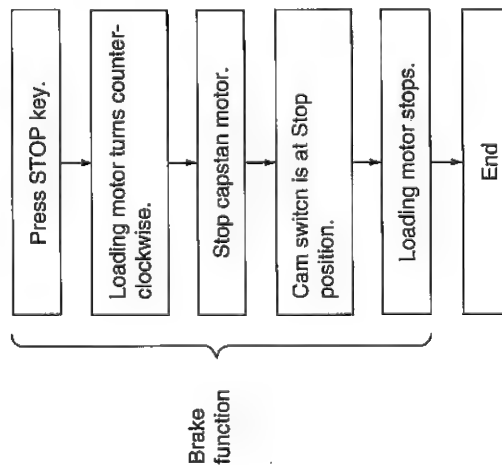 Press STOP key.
Loading motor turns counter-
clockwise.
Stop capstan motor.
Cam switcn is at Stop
position.
Loading motor stops.
End
Brake
function